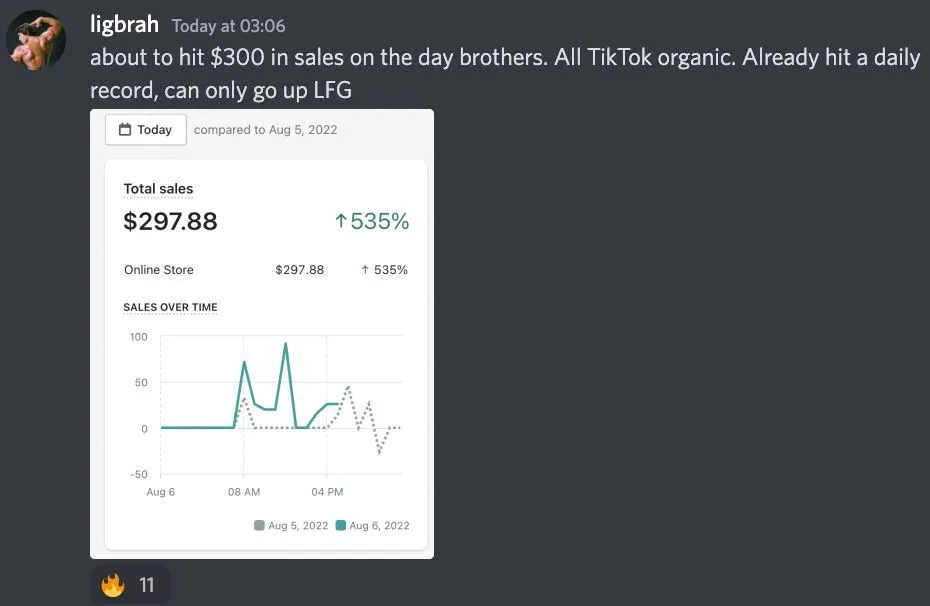 ligbrah Today at 03:06
about to hit $300 in sales on the day brothers. All TikTok organic. Already hit a daily
record, can only go up LFG
Today compared to Aug 5, 2022
Total sales
$297.88 ↑535%
Online Store $297.88 ↑ 535%
SALES OVER TIME
100
50
0
-50
Aug 6 08 AM 04 PM
Aug 5, 2022 Aug 6, 2022
🔥 11